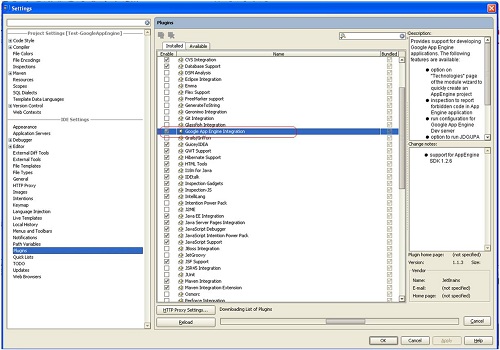 Settings
Project Settings [Text-GoogleAppEngine]
Code Style
Compiler
File Colors
File Encodings
Inspections
Maven
Resources
Scopes
SQL Dialects
Template Data Languages
Version Control
Web Contexts
IDE Settings
Appearance
Application Servers
Debugger
Editor
External Diff Tools
External Tools
File Templates
File Types
General
HTTP Proxy
Images
Intentions
Keymap
Language Injection
Live Templates
Local History
Menus and Toolbars
Notifications
Path Variables
Plugins
Quick Lists
TODO
Updates
Web Browsers
Plugins
Installed Available
Enable Name Bundled
CVS Integration
Database Support
DSM Analysis
Eclipse Integration
Emma
Flex Support
FreeMarker support
GenerateToString
Geronimo Integration
Git Integration
Glassfish Integration
Google App Engine Integration
Grails/Griffon
GuiceyIDEA
GWT Support
Hibernate Support
HTML Tools
I18n for Java
IDEtalk
Inspection Gadgets
Inspection-JS
IntelliLang
Intention Power Pack
J2ME
Java EE Integration
Java Server Pages Integration
JavaScript Debugger
JavaScript Intention Power Pack
JavaScript Support
JBoss Integration
JetGroovy
JSF Support
JSR45 Integration
JUnit
Maven Integration
Maven Integration Extension
Osmorc
Perforce Integration
HTTP Proxy Settings...
Downloading List of Plugins
Reload
Cancel
Description:
Provides support for developing
Google App Engine
applications. The following
features are available:
option on
"Technologies" page
of the module wizard to
quickly create an
AppEngine project
inspection to report
forbidden code in App
Engine application
run configuration for
Google App Engine
Dev server
option to run JDOUPA
Change notes:
support for AppEngine
SDK 1.2.6
Plugin home page: (not specified)
Version: 1.1.3 Size:
Vendor
Name: JetBrains
E-mail: (not specified)
Home page: (not specified)
OK Cancel Apply Help